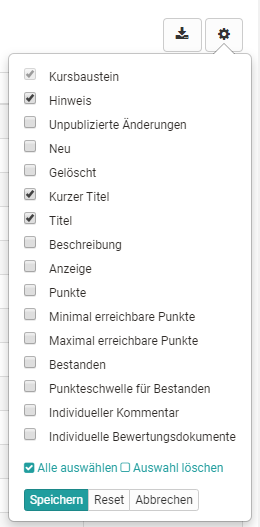 Kursbaustein
Hinweis
Unpublizierte Änderungen
Neu
Gelöscht
Kurzer Titel
Titel
Beschreibung
Anzeige
Punkte
Minimal erreichbare Punkte
Maximal erreichbare Punkte
Bestanden
Punkteschwelle für Bestanden
Individueller Kommentar
Individuelle Bewertungsdokumente
Alle auswählen Auswahl löschen
Speichern Reset Abbrechen